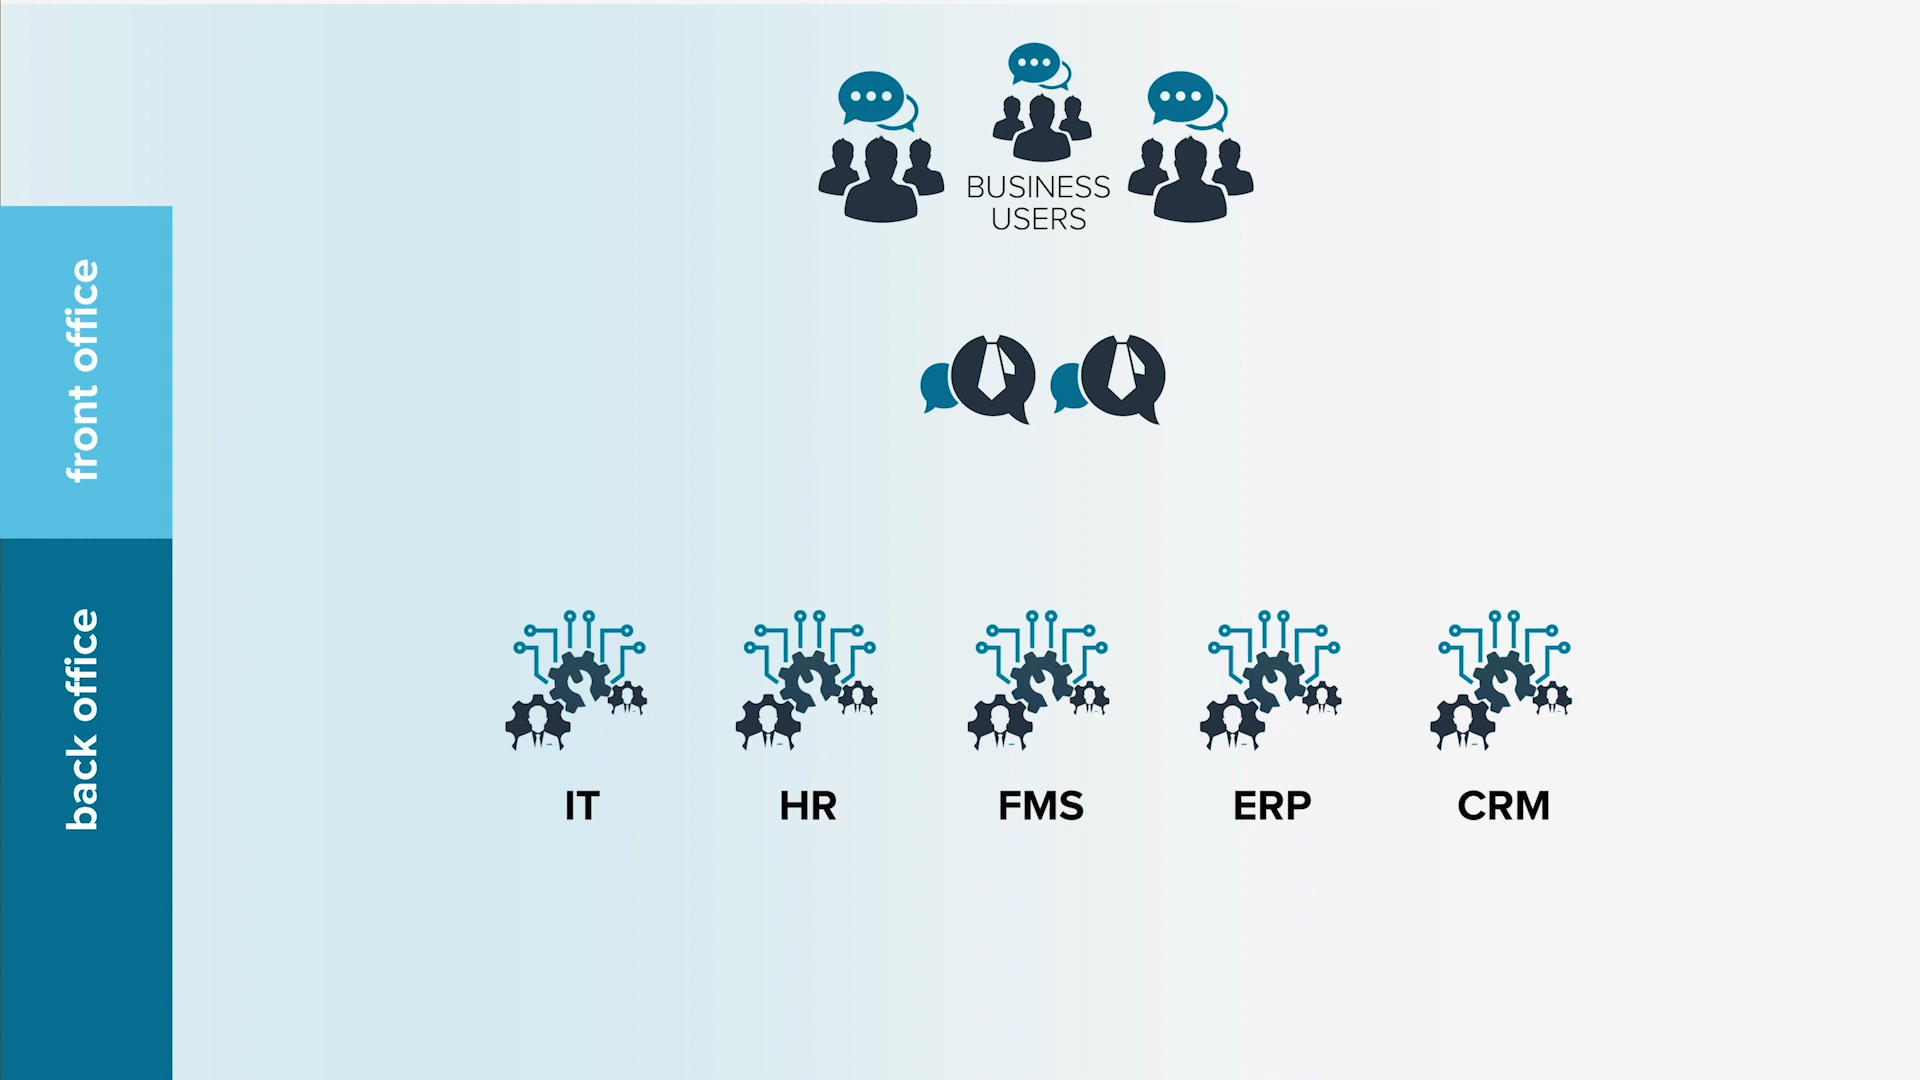 BUSINESS
USERS
front office
back office
IT
HR
FMS
ERP
CRM